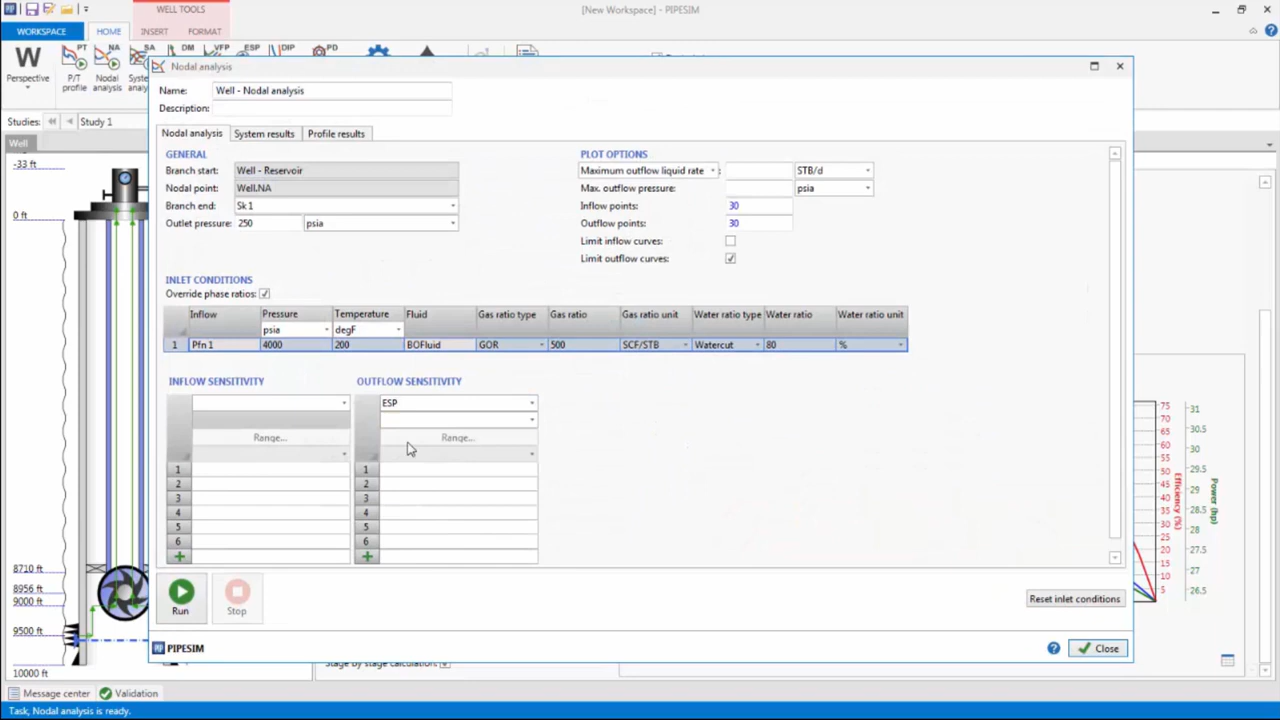 WELL TOOLS
[New Workspace] - PIPESIM
WORKSPACE
HOME
INSERT
FORMAT
PT
NA
SA
DM
VFP
ESP
DIP
PD
W
Perspective
P/T
profile
Nodal
analysis
Studies:
Study 1
Well
-33 ft
0 ft
8710 ft
8956 ft
9000 ft
9500 ft
10000 ft
Nodal analysis
Name: Well - Nodal analysis
Description:
Nodal analysis System results Profile results
GENERAL
Branch start: Well - Reservoir
Nodal point: Well.NA
Branch end: Sk 1
Outlet pressure: 250 psia
PLOT OPTIONS
Maximum outflow liquid rate : STB/d
Max. outflow pressure: psia
Inflow points: 30
Outflow points: 30
Limit inflow curves:
Limit outflow curves:
INLET CONDITIONS
Override phase ratios:
Inflow Pressure Temperature Fluid Gas ratio type Gas ratio Gas ratio unit Water ratio type Water ratio Water ratio unit
psia degF
1 Pfn 1 4000 200 BOFluid GOR 500 SCF/STB Watercut 80 %
INFLOW SENSITIVITY OUTFLOW SENSITIVITY
ESP
Range... Range...
1 1
2 2
3 3
4 4
5 5
6 6
Run
Stop
Reset inlet conditions
PIPESIM
Close
75
70
65
60
55
50
45
40
35
30
25
20
15
10
5
Efficiency (%)
31
30.5
30
29.5
29
28.5
28
27.5
27
26.5
Power (hp)
Message center
Validation
Task, Nodal analysis is ready.